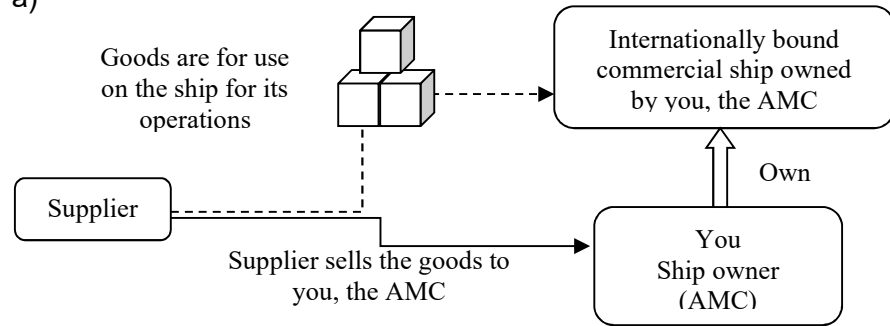 a)
Goods are for use
on the ship for its
operations
Internationally bound
commercial ship owned
by you, the AMC
Own
Supplier
You
Ship owner
(AMC)
Supplier sells the goods to
you, the AMC